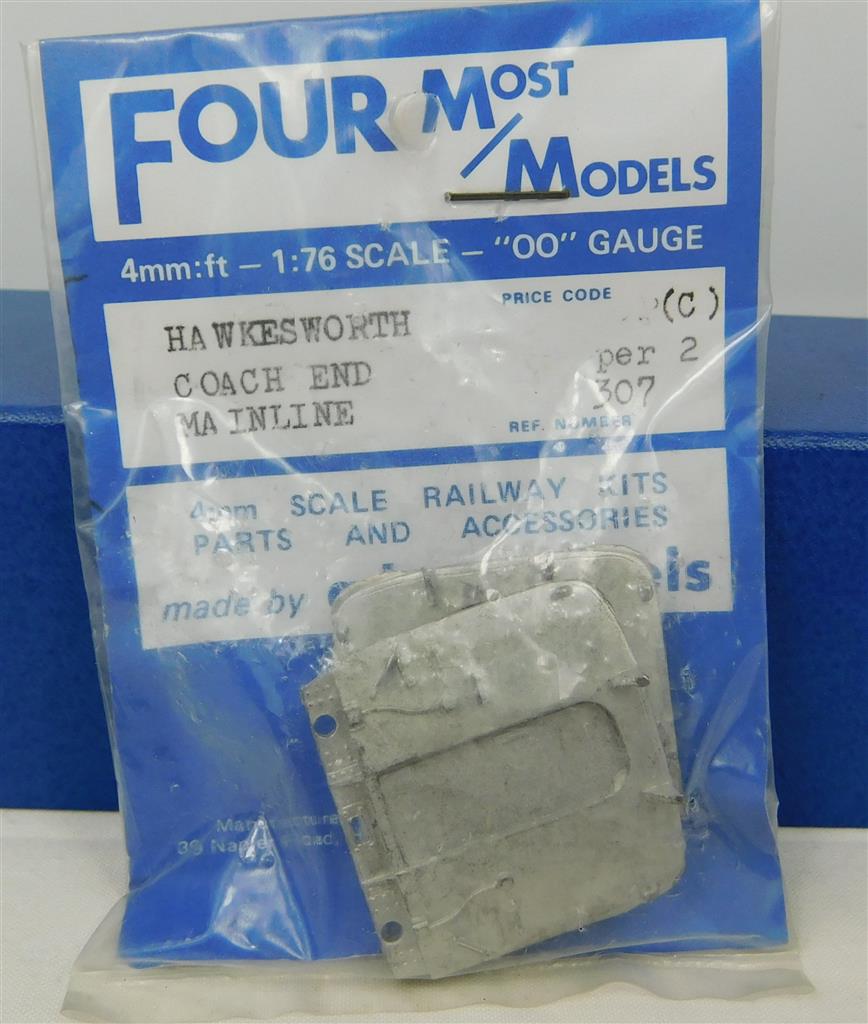 FOUR MOST
MODELS
4mm:ft – 1:76 SCALE – "OO" GAUGE
PRICE CODE (C)
HAWKESWORTH
COACH END
MAINLINE
per 2
307
REF. NUMBER
4mm SCALE RAILWAY KITS
PARTS AND ACCESSORIES
made by